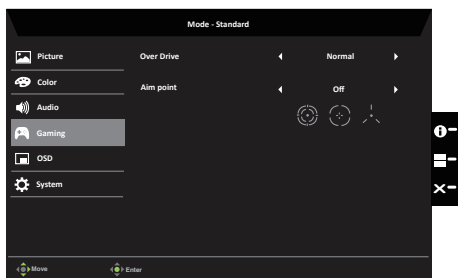 Mode - Standard
Picture
Over Drive Normal
Color
Aim point Off
Audio
Gaming
OSD
System
Move Enter